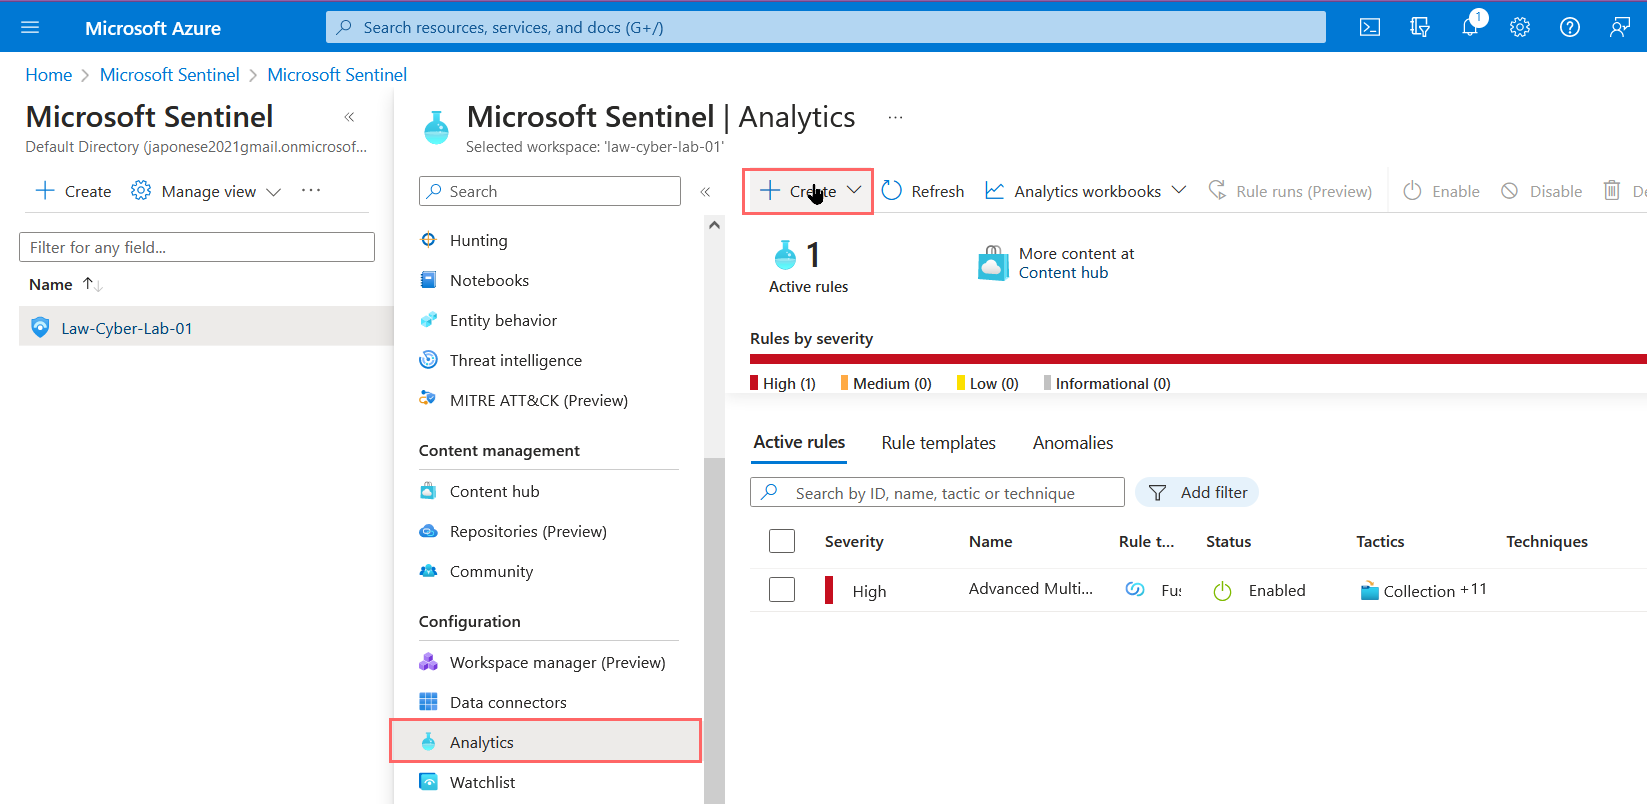 Microsoft Azure
Search resources, services, and docs (G+/)
1
Home > Microsoft Sentinel > Microsoft Sentinel
Microsoft Sentinel
Default Directory (japonese2021gmail.onmicrosof...
Create
Manage view
Filter for any field...
Name
Law-Cyber-Lab-01
Microsoft Sentinel | Analytics
Selected workspace: 'law-cyber-lab-01'
Search
Hunting
Notebooks
Entity behavior
Threat intelligence
MITRE ATT&CK (Preview)
Content management
Content hub
Repositories (Preview)
Community
Configuration
Workspace manager (Preview)
Data connectors
Analytics
Watchlist
Create Refresh Analytics workbooks Rule runs (Preview) Enable Disable De
1
Active rules
More content at
Content hub
Rules by severity
High (1) Medium (0) Low (0) Informational (0)
Active rules Rule templates Anomalies
Search by ID, name, tactic or technique Add filter
Severity Name Rule t... Status Tactics Techniques
High Advanced Multi... Fus Enabled Collection +11